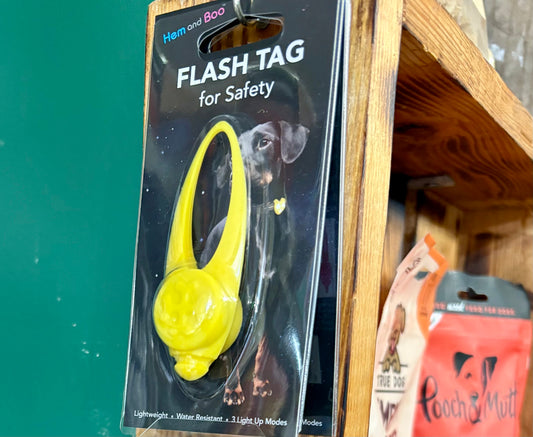 Hem and Boo
FLASH TAG
for Safety
Lightweight • Water Resistant • 3 Light Up Modes
Modes
TRUE DOG
Pooch & Mutt